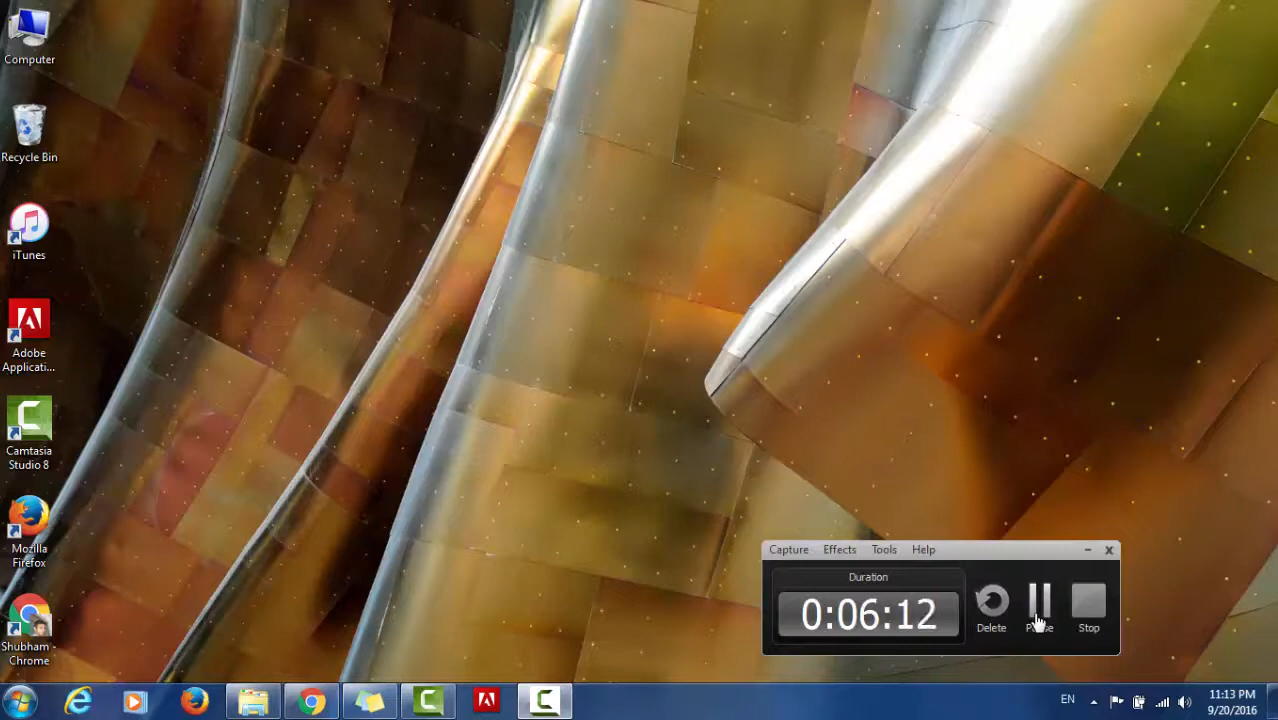 Computer
Recycle Bin
iTunes
Adobe
Applicati...
Camtasia
Studio 8
Mozilla
Firefox
Shubham -
Chrome
Capture Effects Tools Help
Duration
0:06:12
Delete
Pause
Stop
EN
11:13 PM
9/20/2016